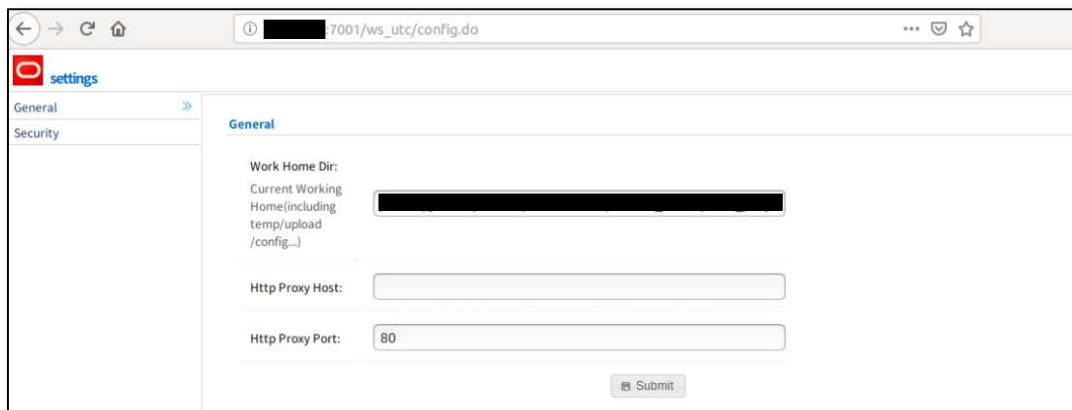 :7001/ws_utc/config.do
settings
General
Security
General
Work Home Dir:
Current Working
Home(including
temp/upload
/config...)
Http Proxy Host:
Http Proxy Port:
80
Submit